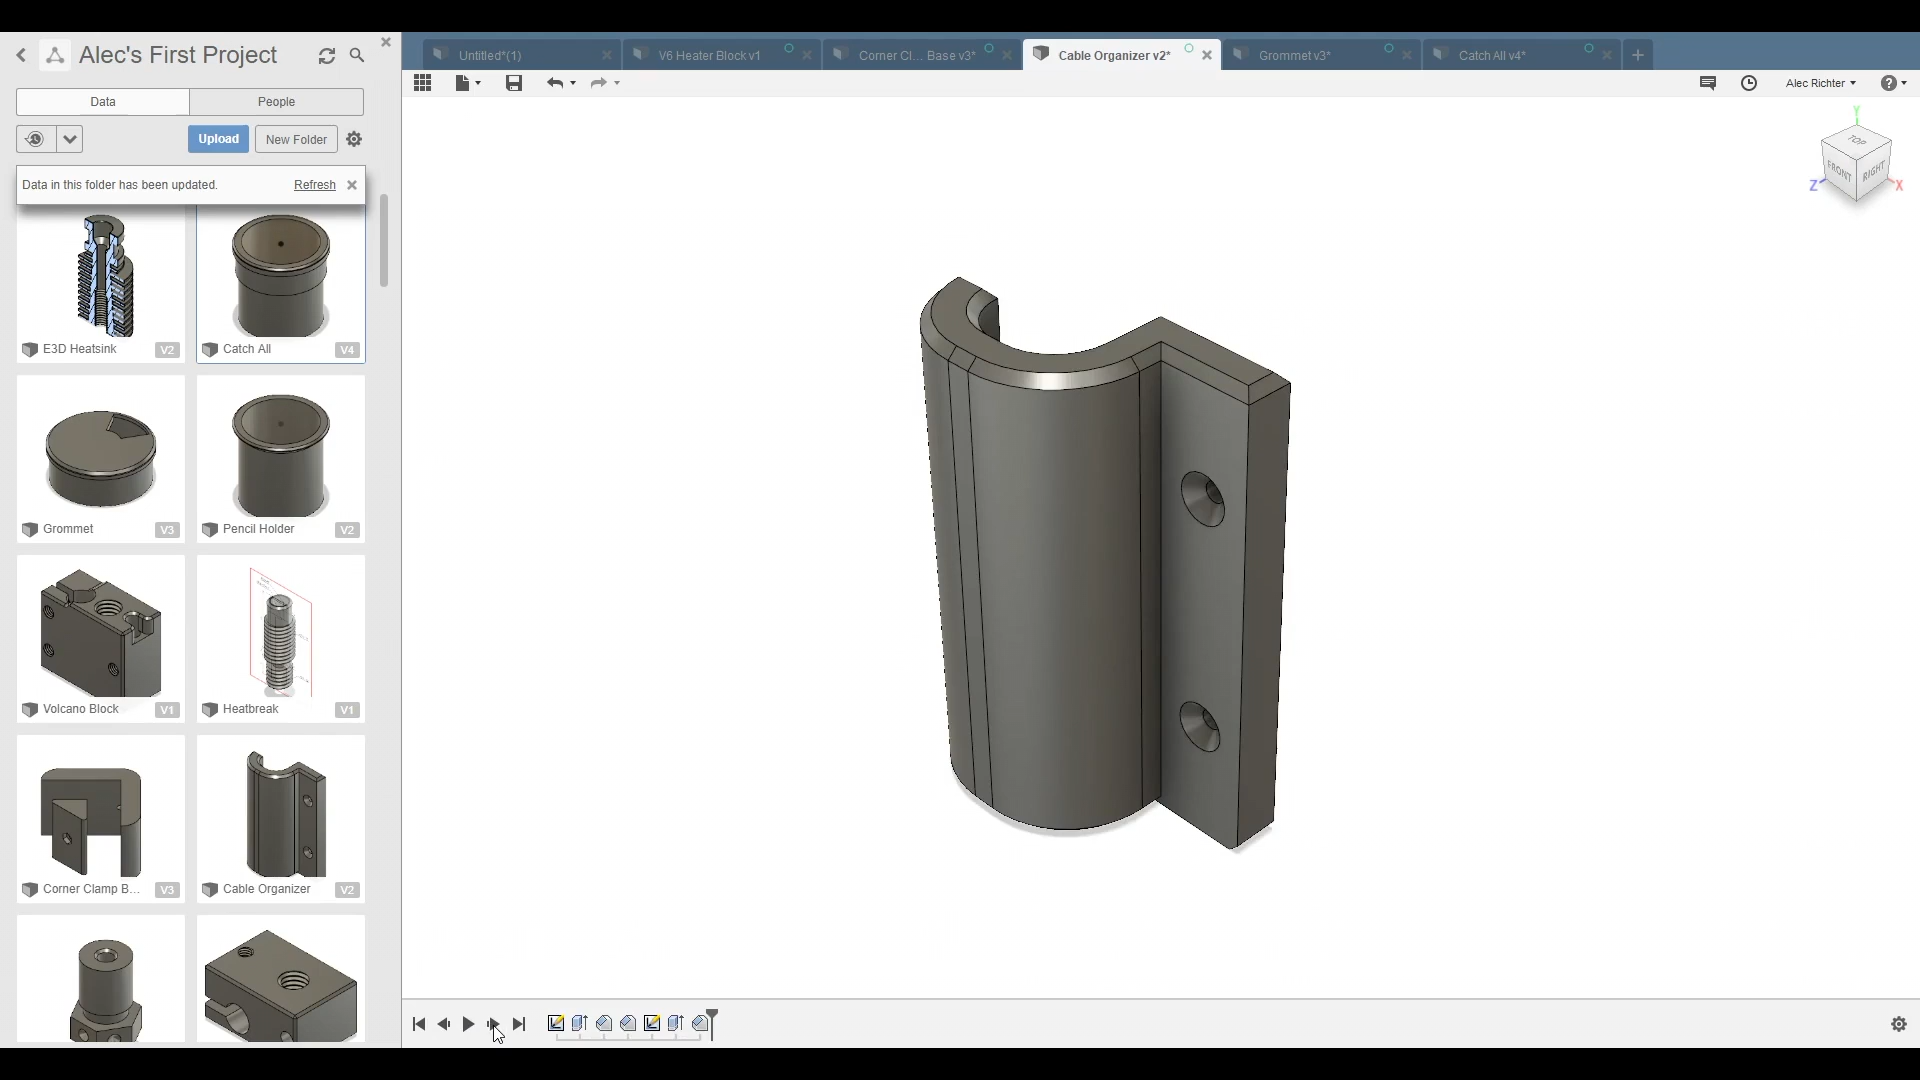 Alec's First Project
Untitled*(1)
V6 Heater Block v1
Corner Cl... Base v3*
Cable Organizer v2*
Grommet v3*
Catch All v4*
Alec Richter
Data
People
Upload
New Folder
Data in this folder has been updated.
Refresh
E3D Heatsink
V2
Catch All
V4
Grommet
V3
Pencil Holder
V2
Volcano Block
V1
Heatbreak
V1
Corner Clamp B...
V3
Cable Organizer
V2
Y
TOP
FRONT
RIGHT
Z
X